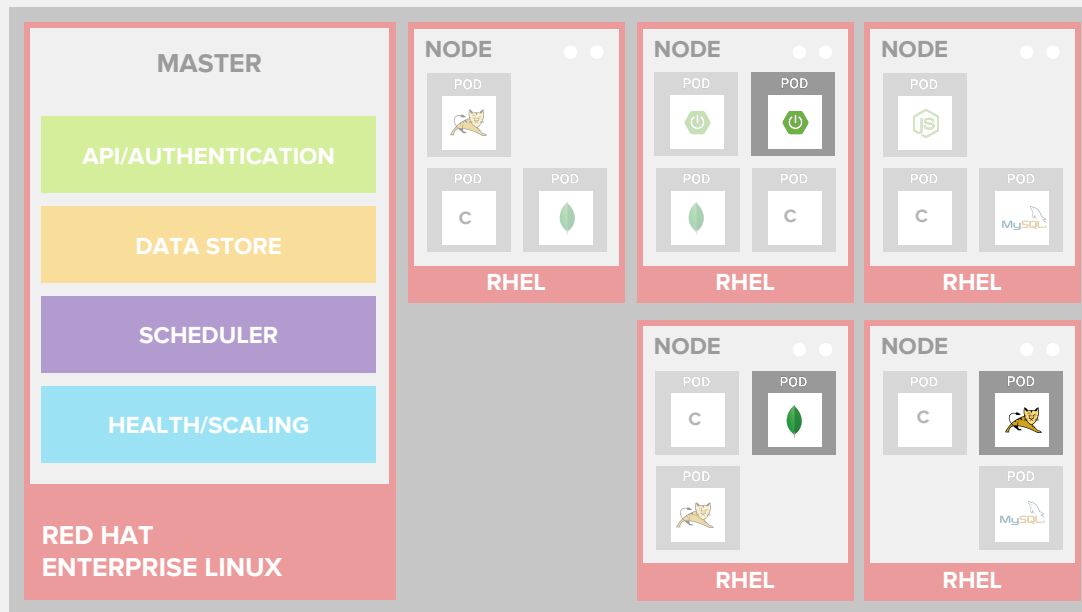 MASTER
API/AUTHENTICATION
DATA STORE
SCHEDULER
HEALTH/SCALING
RED HAT
ENTERPRISE LINUX
NODE
POD
POD
C
POD
RHEL
NODE
POD
POD
POD
POD
C
RHEL
NODE
POD
JS
POD
C
POD
MySQL
RHEL
NODE
POD
C
POD
POD
RHEL
NODE
POD
C
POD
POD
MySQL
RHEL